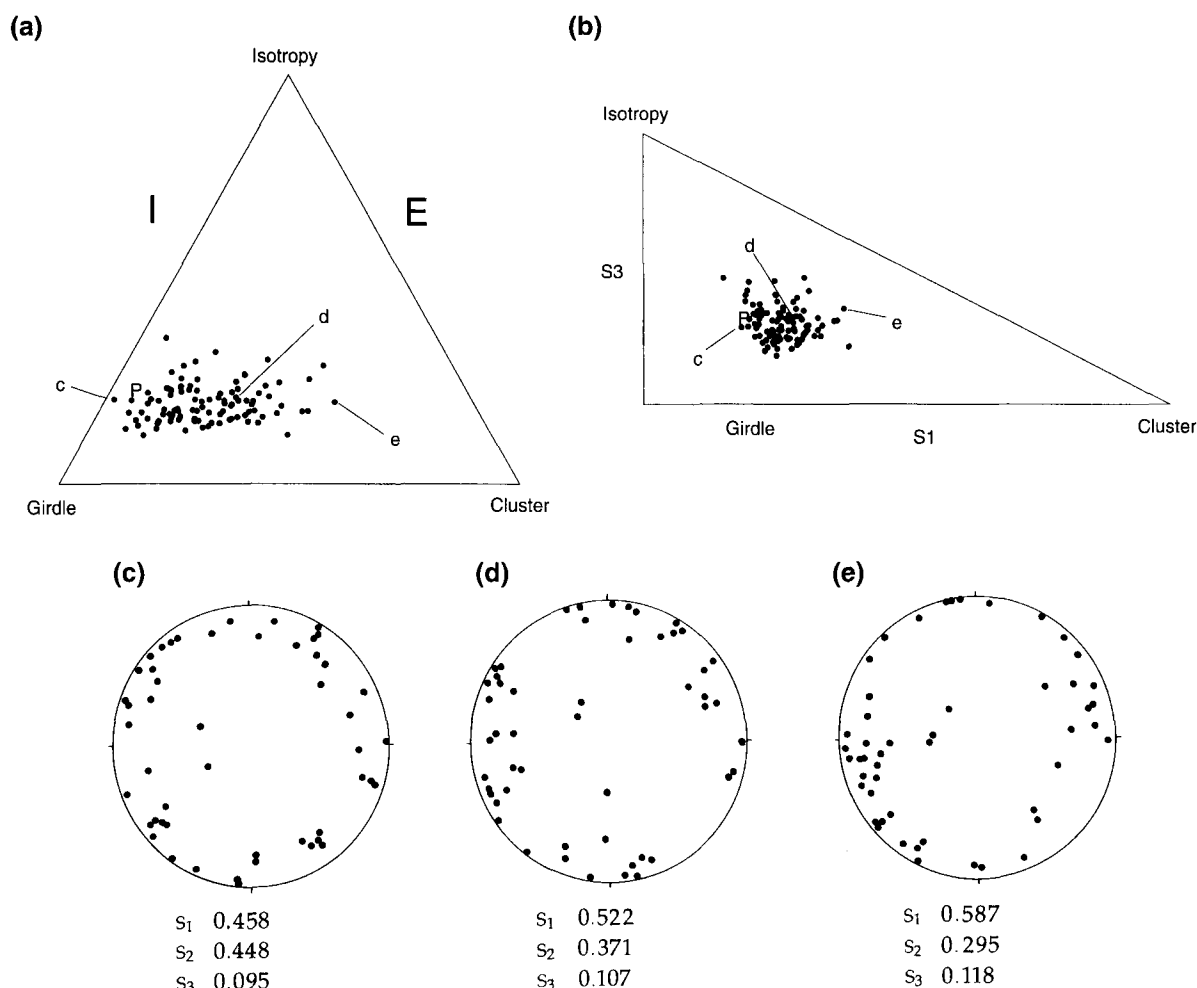 (a)
Isotropy
I
E
d
c
P
e
Girdle
Cluster
(b)
Isotropy
d
S3
P
e
c
Girdle
S1
Cluster
(c)
S1 0.458
S2 0.448
S3 0.095
(d)
S1 0.522
S2 0.371
S3 0.107
(e)
S1 0.587
S2 0.295
S3 0.118